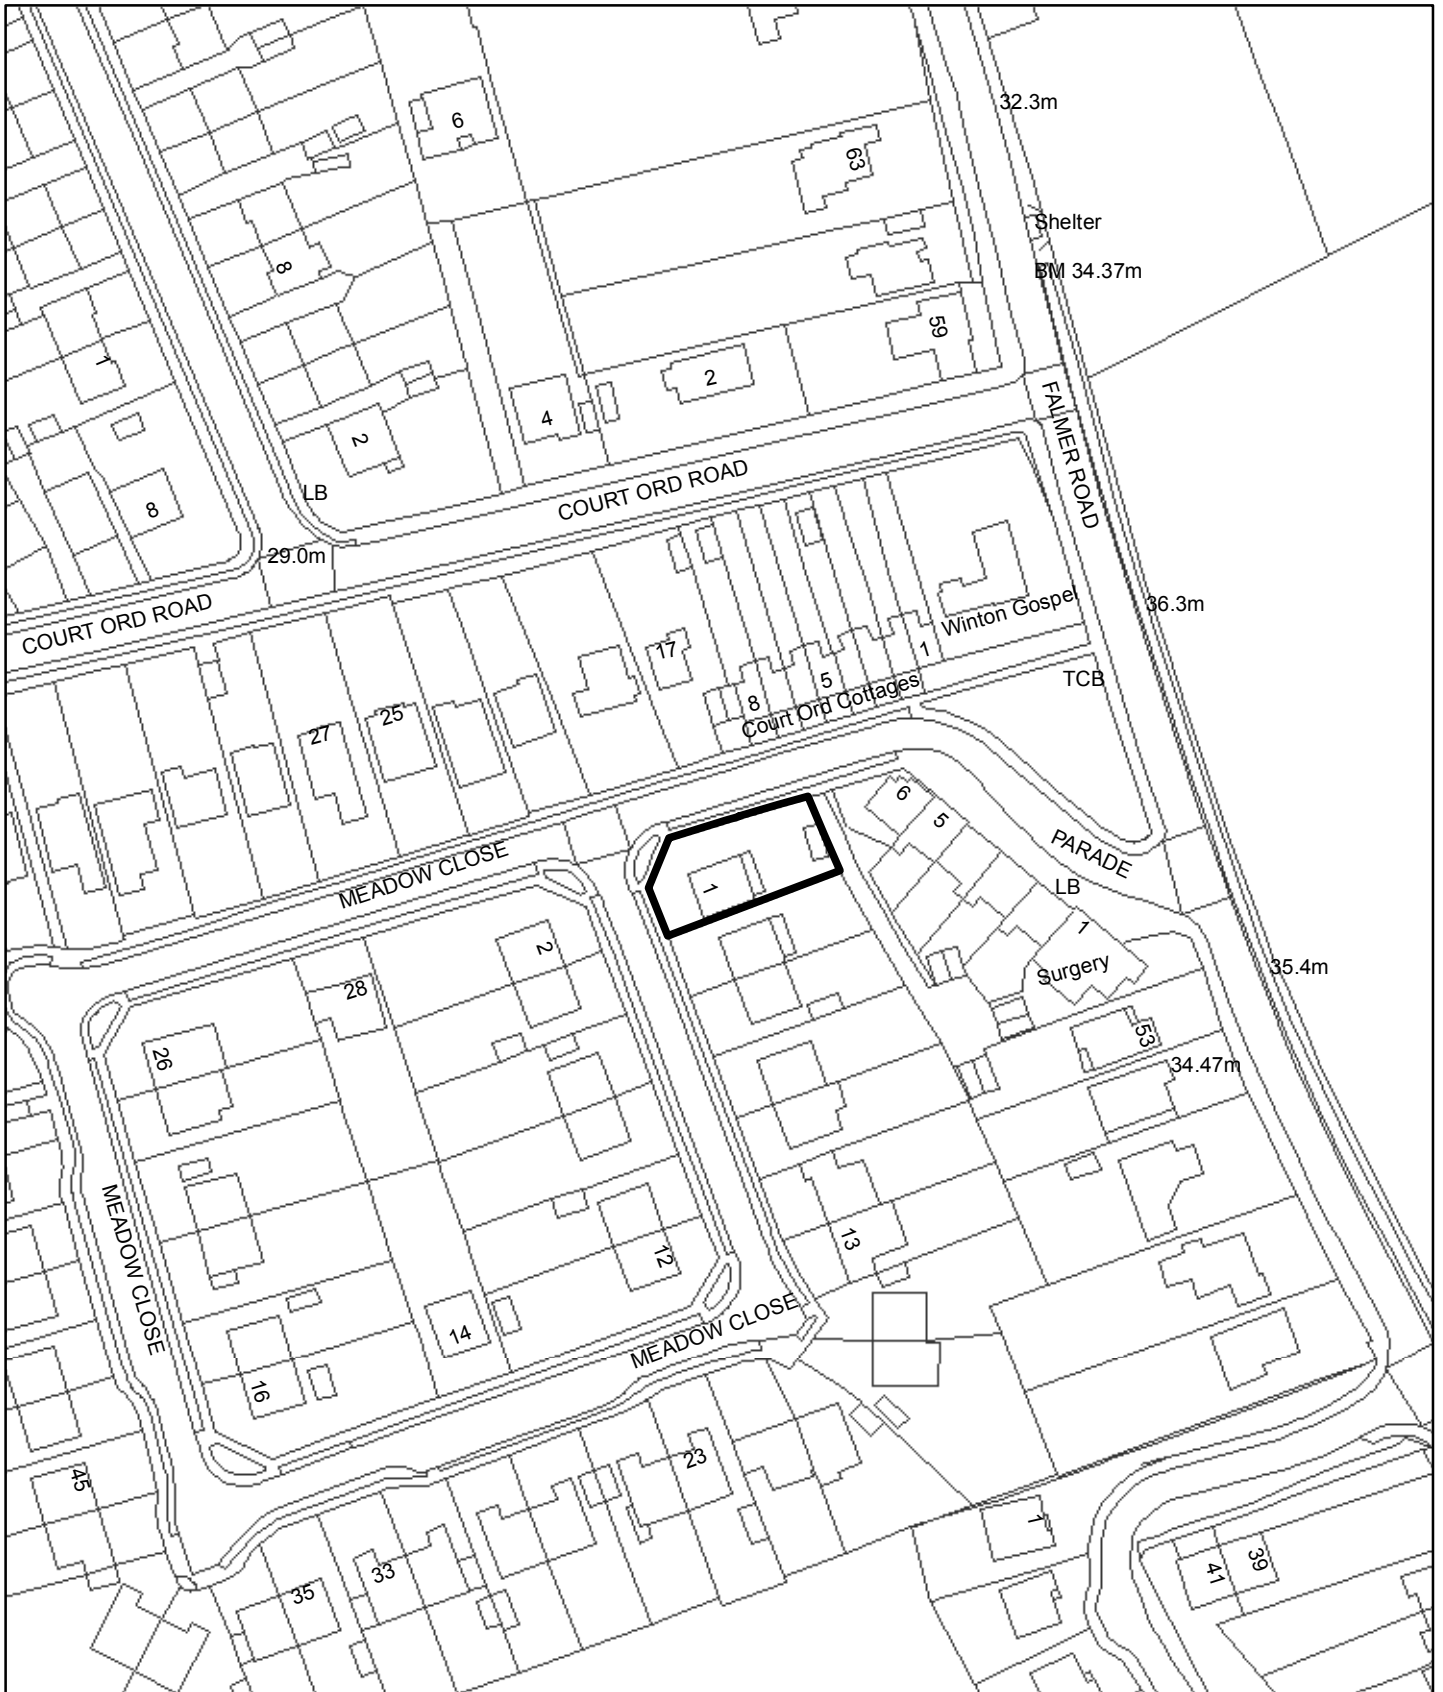 32.3m
6
63
Shelter
8
BM 34.37m
59
1
2
4
2
FALMER ROAD
LB
COURT ORD ROAD
8
29.0m
36.3m
COURT ORD ROAD
Winton Gospel
17
1
5
TCB
8
Court Ord Cottages
25
27
6
5
PARADE
MEADOW CLOSE
1
LB
1
2
Surgery
35.4m
28
53
26
34.47m
MEADOW CLOSE
13
12
14
MEADOW CLOSE
16
23
45
1
39
41
33
35